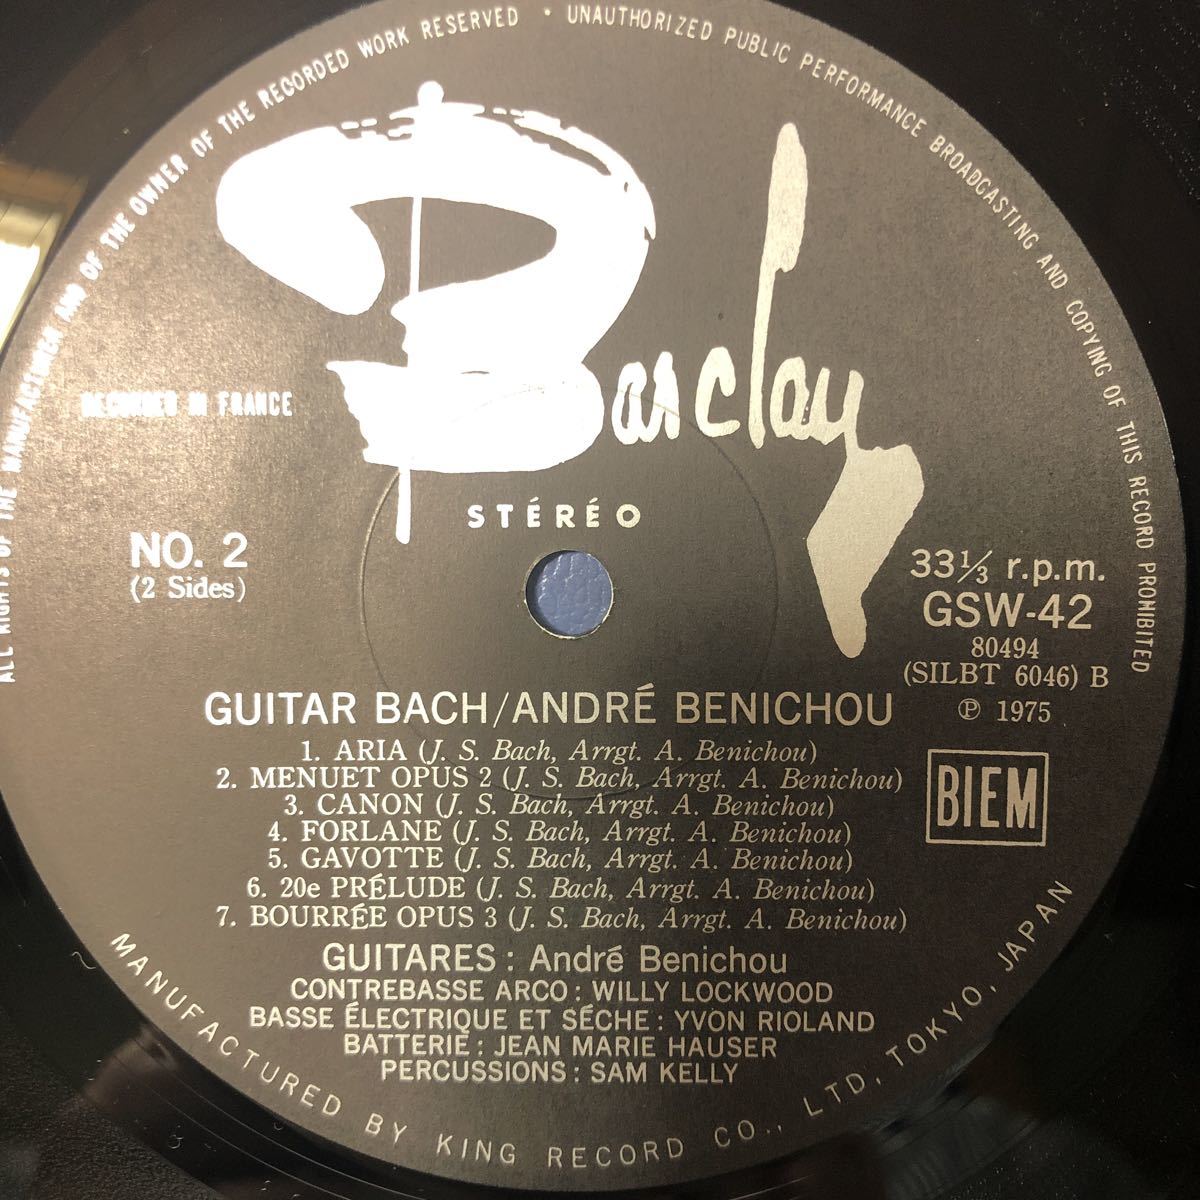 ALL RIGHTS OF THE MANUFACTURER AND OF THE OWNER OF THE RECORDED WORK RESERVED • UNAUTHORIZED PUBLIC PERFORMANCE BROADCASTING AND COPYING OF THIS RECORD PROHIBITED
Barclay
RECORDED IN FRANCE
STÉRÉO
NO. 2
(2 Sides)
33⅓ r.p.m.
GSW-42
80494
(SILBT 6046) B
℗ 1975
BIEM
GUITAR BACH/ANDRÉ BENICHOU
1. ARIA (J. S. Bach, Arrgt. A. Benichou)
2. MENUET OPUS 2 (J. S. Bach, Arrgt. A. Benichou)
3. CANON (J. S. Bach, Arrgt. A. Benichou)
4. FORLANE (J. S. Bach, Arrgt. A. Benichou)
5. GAVOTTE (J. S. Bach, Arrgt. A. Benichou)
6. 20e PRÉLUDE (J. S. Bach, Arrgt. A. Benichou)
7. BOURRÉE OPUS 3 (J. S. Bach, Arrgt. A. Benichou)
GUITARES : André Benichou
CONTREBASSE ARCO : WILLY LOCKWOOD
BASSE ÉLECTRIQUE ET SÉCHE : YVON RIOLAND
BATTERIE : JEAN MARIE HAUSER
PERCUSSIONS : SAM KELLY
MANUFACTURED BY KING RECORD CO., LTD, TOKYO, JAPAN